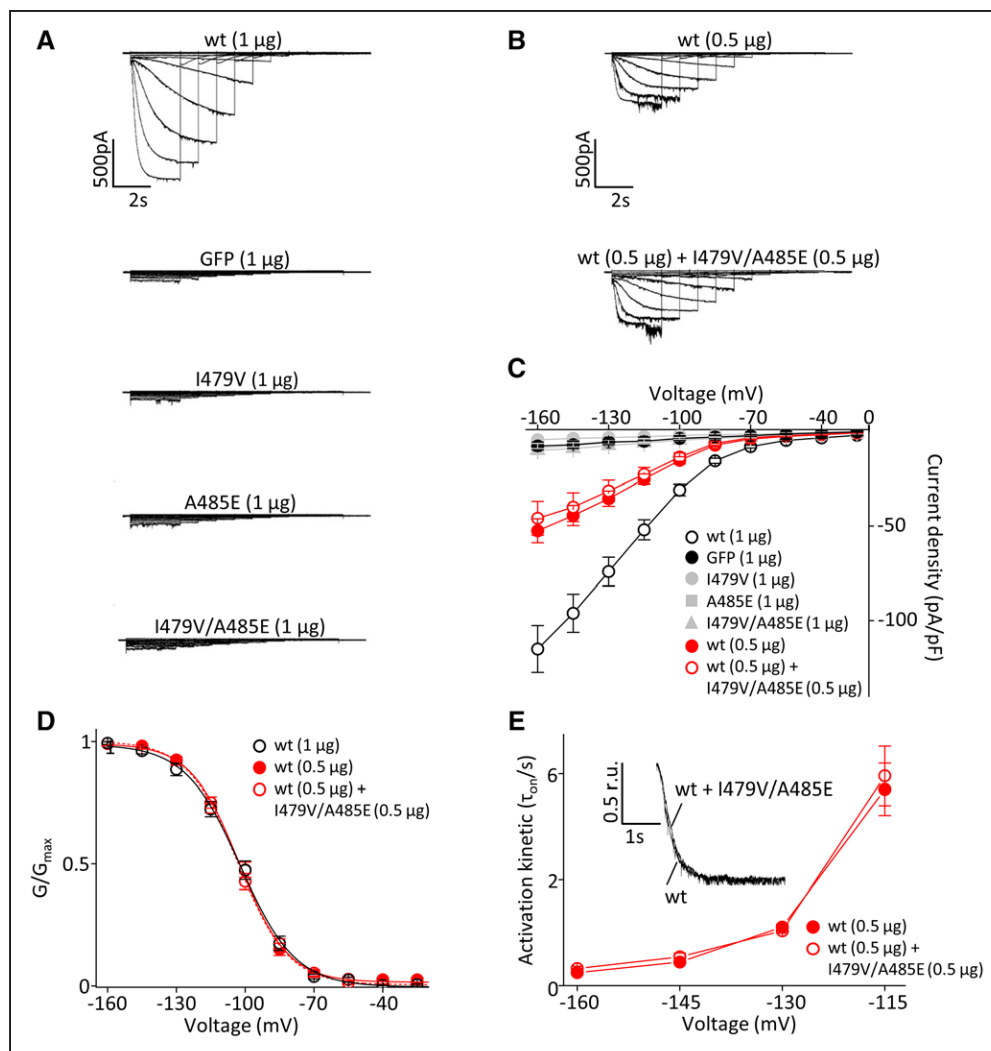 A
wt (1 µg)
500pA
2s
GFP (1 µg)
I479V (1 µg)
A485E (1 µg)
I479V/A485E (1 µg)
B
wt (0.5 µg)
500pA
2s
wt (0.5 µg) + I479V/A485E (0.5 µg)
C
Voltage (mV)
-160 -130 -100 -70 -40 0
-50
-100
Current density (pA/pF)
wt (1 µg)
GFP (1 µg)
I479V (1 µg)
A485E (1 µg)
I479V/A485E (1 µg)
wt (0.5 µg)
wt (0.5 µg) +
I479V/A485E (0.5 µg)
D
1
0.5
0
G/Gmax
wt (1 µg)
wt (0.5 µg)
wt (0.5 µg) +
I479V/A485E (0.5 µg)
-160 -130 -100 -70 -40
Voltage (mV)
E
6
2
0
Activation kinetic (τon/s)
0.5 r.u.
1s
wt + I479V/A485E
wt
wt (0.5 µg)
wt (0.5 µg) +
I479V/A485E (0.5 µg)
-160 -145 -130 -115
Voltage (mV)